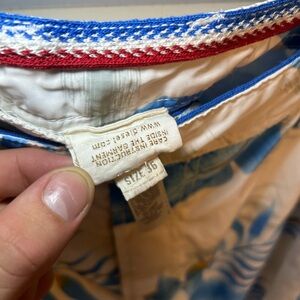 CARE INSTRUCTION
INSIDE THE GARMENT
www.diesel.com
SIZE 36